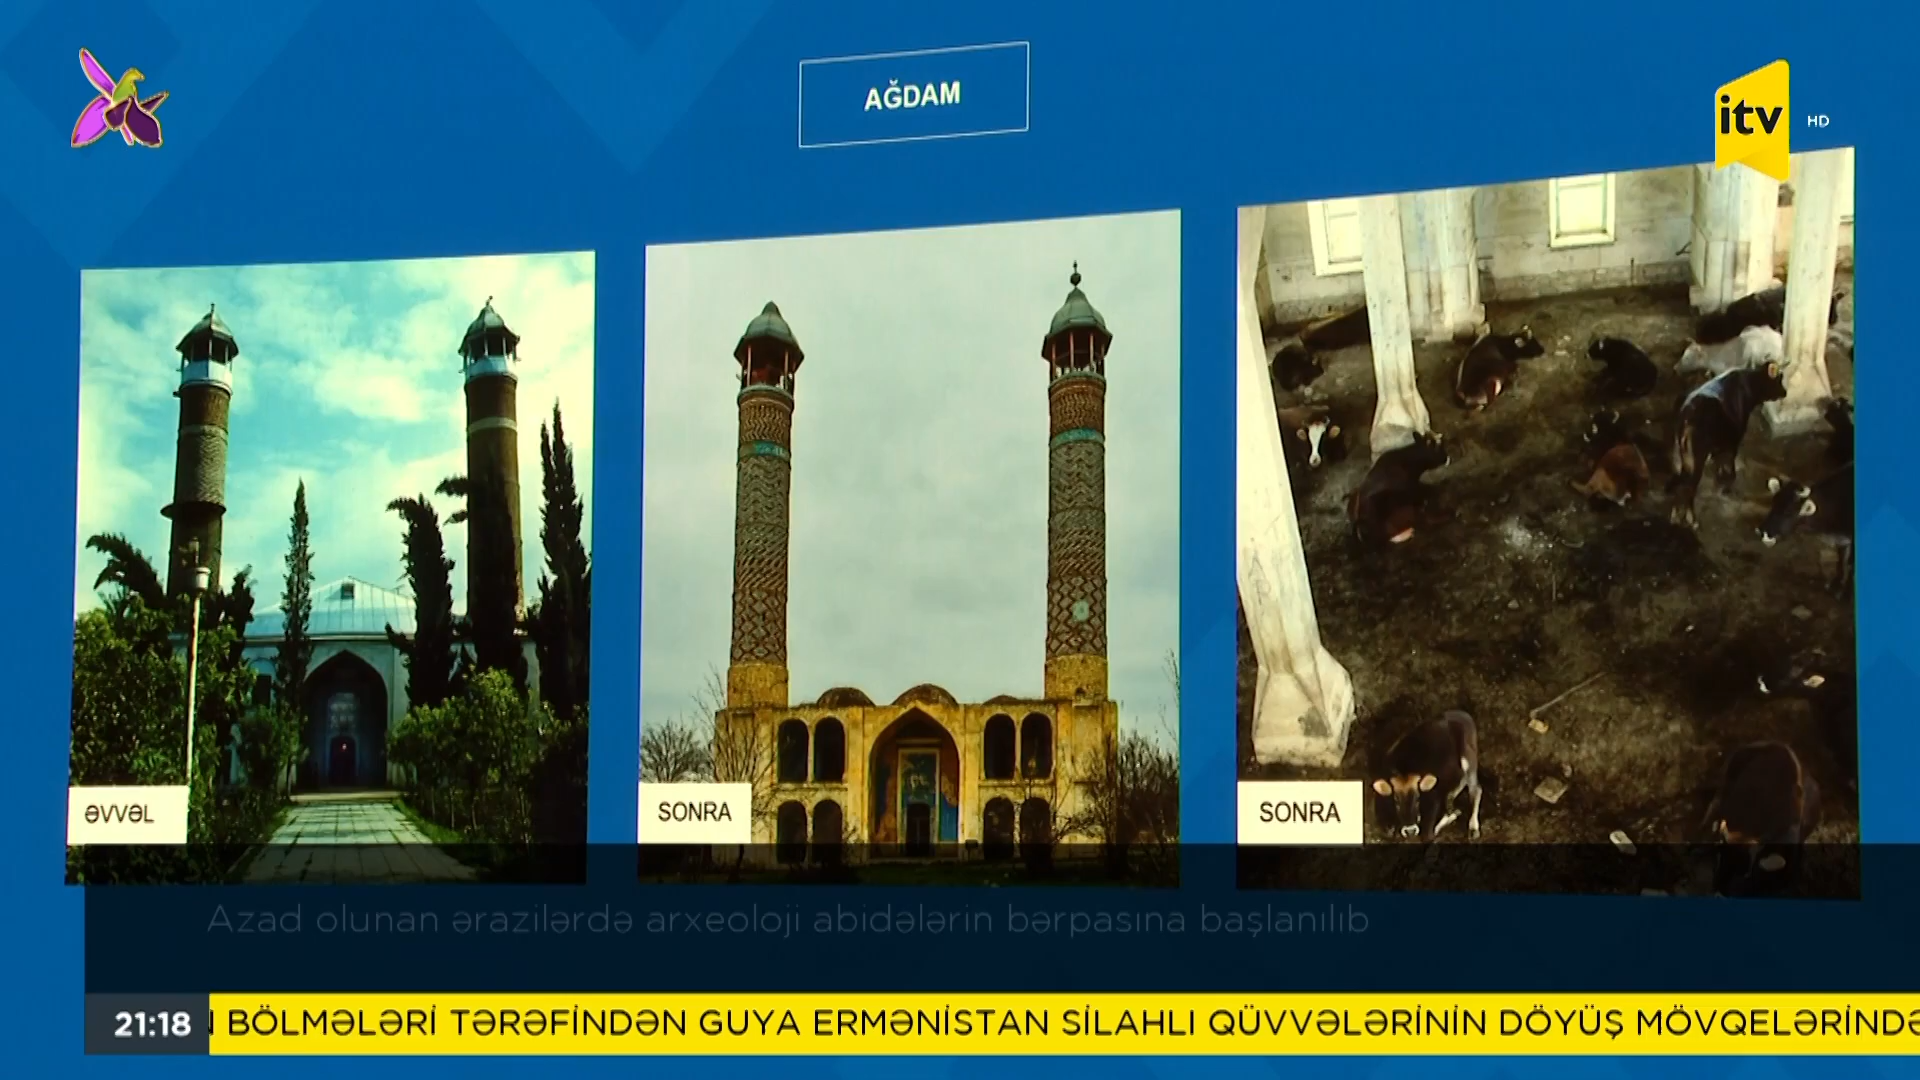 AĞDAM
itv HD
ƏVVƏL
SONRA
SONRA
Azad olunan ərazilərdə arxeoloji abidələrin bərpasına başlanılıb
21:18
BÖLMƏLƏRİ TƏRƏFİNDƏN GUYA ERMƏNİSTAN SİLAHLI QÜVVƏLƏRİNİN DÖYÜŞ MÖVQELƏRİNDƏ